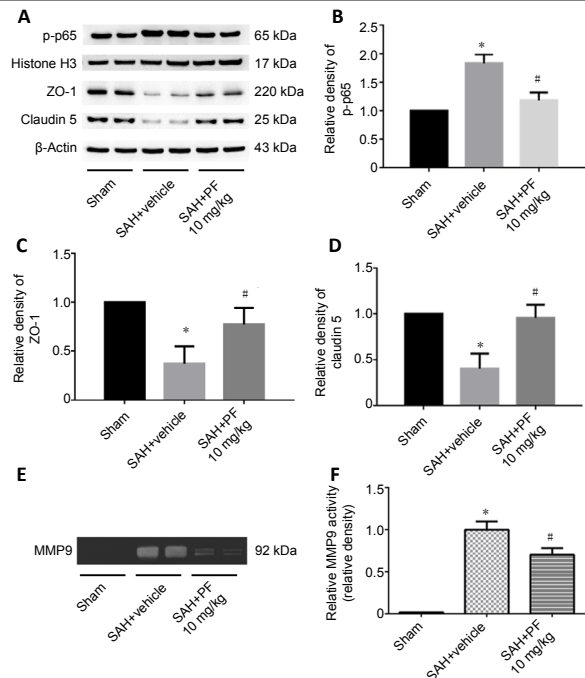 A
p-p65 65 kDa
Histone H3 17 kDa
ZO-1 220 kDa
Claudin 5 25 kDa
β-Actin 43 kDa
Sham
SAH+vehicle
SAH+PF
10 mg/kg
B
Relative density of
p-p65
2.0
1.5
1.0
0.5
0.0
*
#
Sham
SAH+vehicle
SAH+PF
10 mg/kg
C
Relative density of
ZO-1
1.5
1.0
0.5
0
*
#
Sham
SAH+vehicle
SAH+PF
10 mg/kg
D
Relative density of
claudin 5
1.5
1.0
0.5
0
*
#
Sham
SAH+vehicle
SAH+PF
10 mg/kg
E
MMP9 92 kDa
Sham
SAH+vehicle
SAH+PF
10 mg/kg
F
Relative MMP9 activity
(relative density)
1.5
1.0
0.5
0
*
#
Sham
SAH+vehicle
SAH+PF
10 mg/kg